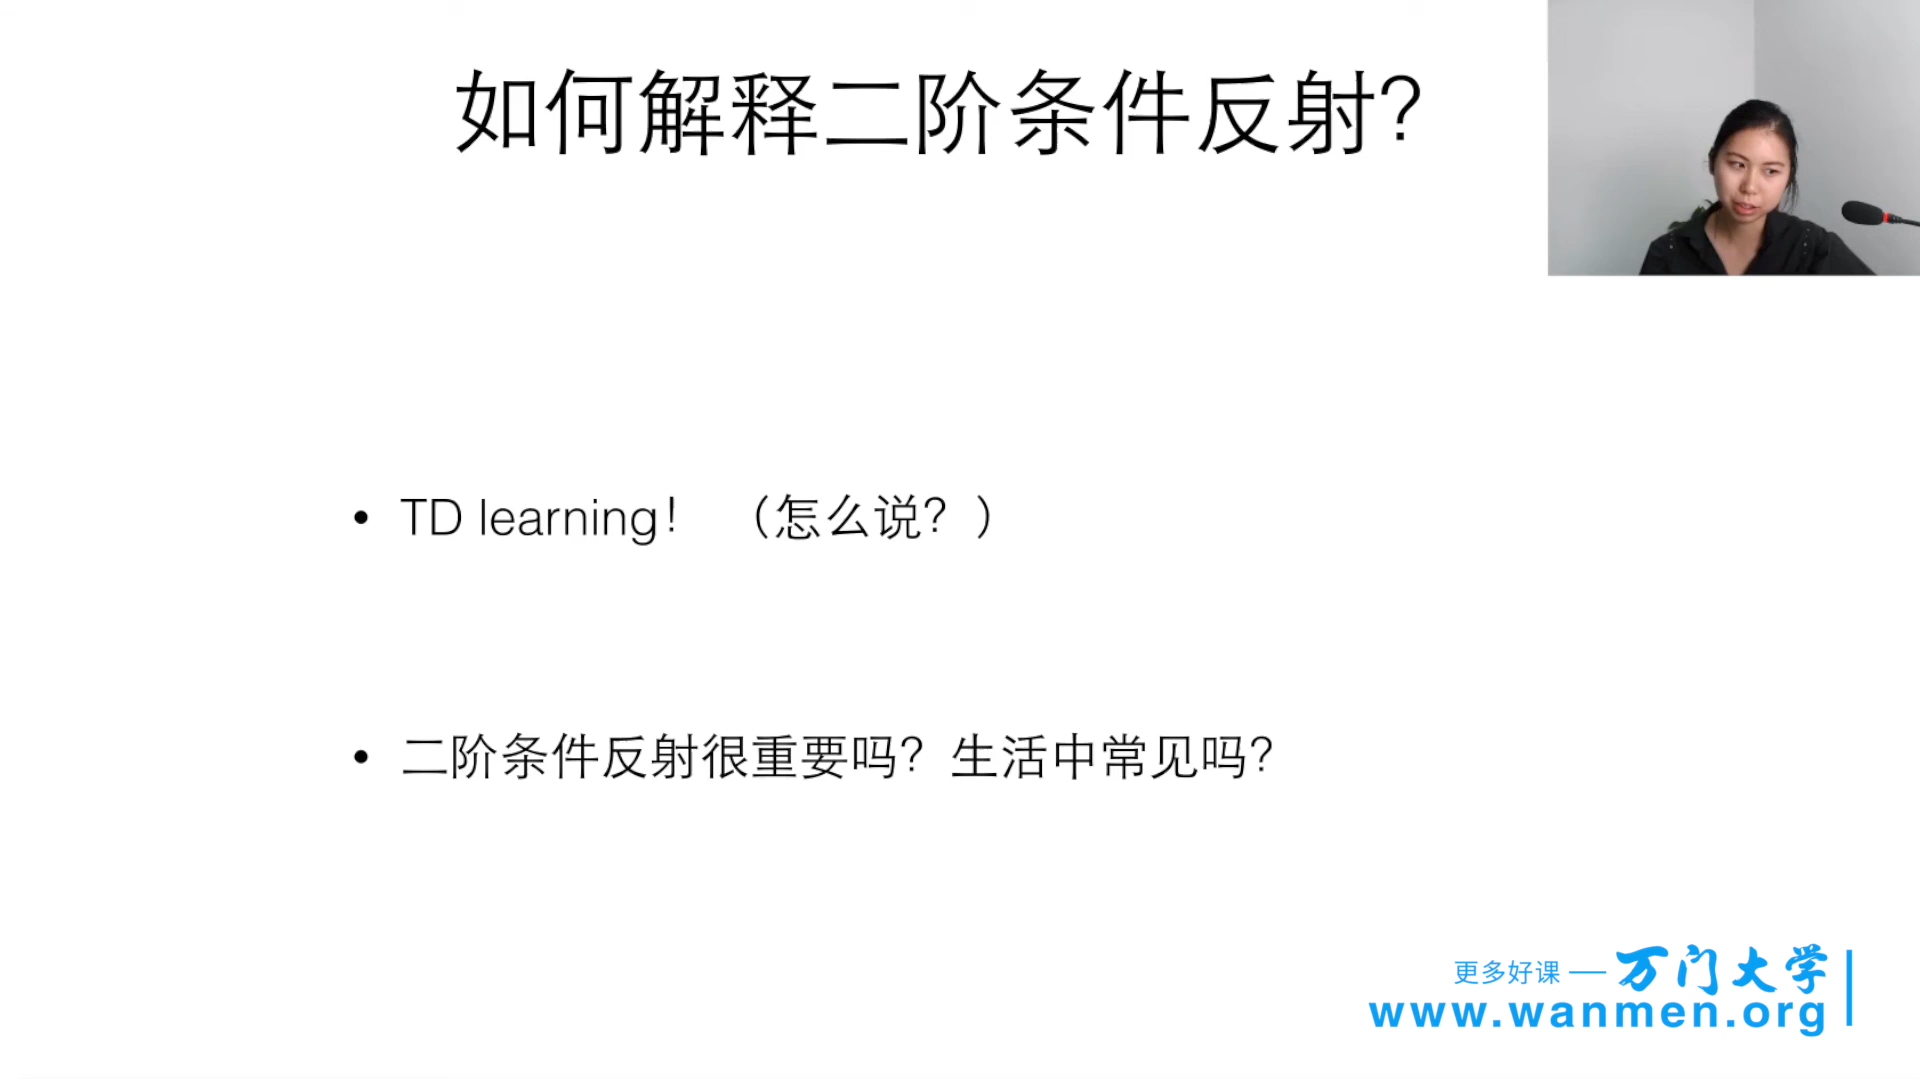 如何解释二阶条件反射？
• TD learning！ （怎么说？）
• 二阶条件反射很重要吗？生活中常见吗？
更多好课 — 万门大学
www.wanmen.org